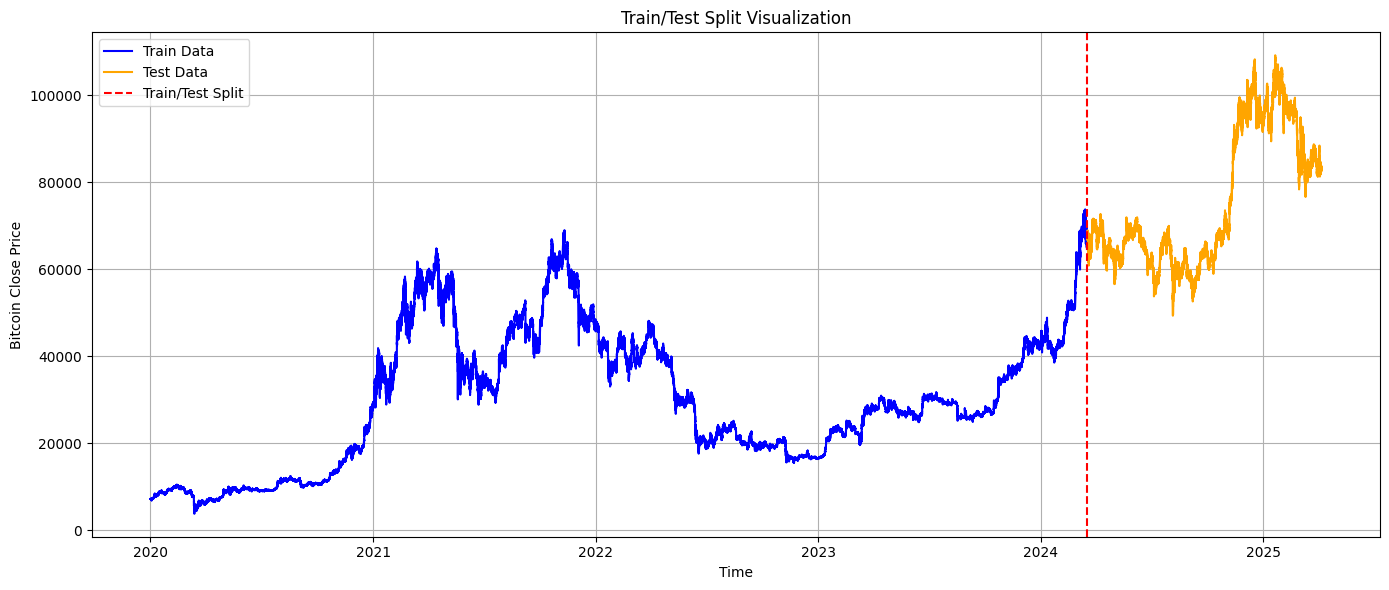 Train/Test Split Visualization
Train Data
Test Data
Train/Test Split
Bitcoin Close Price
100000
80000
60000
40000
20000
0
2020 2021 2022 2023 2024 2025
Time